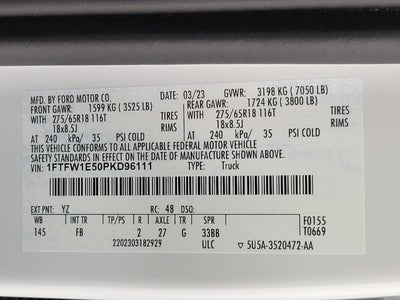 MFD. BY FORD MOTOR CO. 03/23 GVWR: 3198 KG ( 7050 LB)
FRONT GAWR: 1599 KG ( 3525 LB) REAR GAWR: 1724 KG ( 3800 LB)
WITH 275/65R18 116T TIRES WITH 275/65R18 116T TIRES
18x8.5J RIMS 18x8.5J RIMS
AT 240 kPa/ 35 PSI COLD AT 240 kPa/ 35 PSI COLD
THIS VEHICLE CONFORMS TO ALL APPLICABLE FEDERAL MOTOR VEHICLE
SAFETY STANDARDS IN EFFECT ON THE DATE OF MANUFACTURE SHOWN ABOVE.
VIN: 1FTFW1E50PKD96111 TYPE: Truck
EXT PNT: YZ RC: 48 DSO: F0155
WB INT TR TP/PS R AXLE TR SPR T0669
145 FB 2 27 G 33BB
2202303182929 ULC 5U5A-3520472-AA